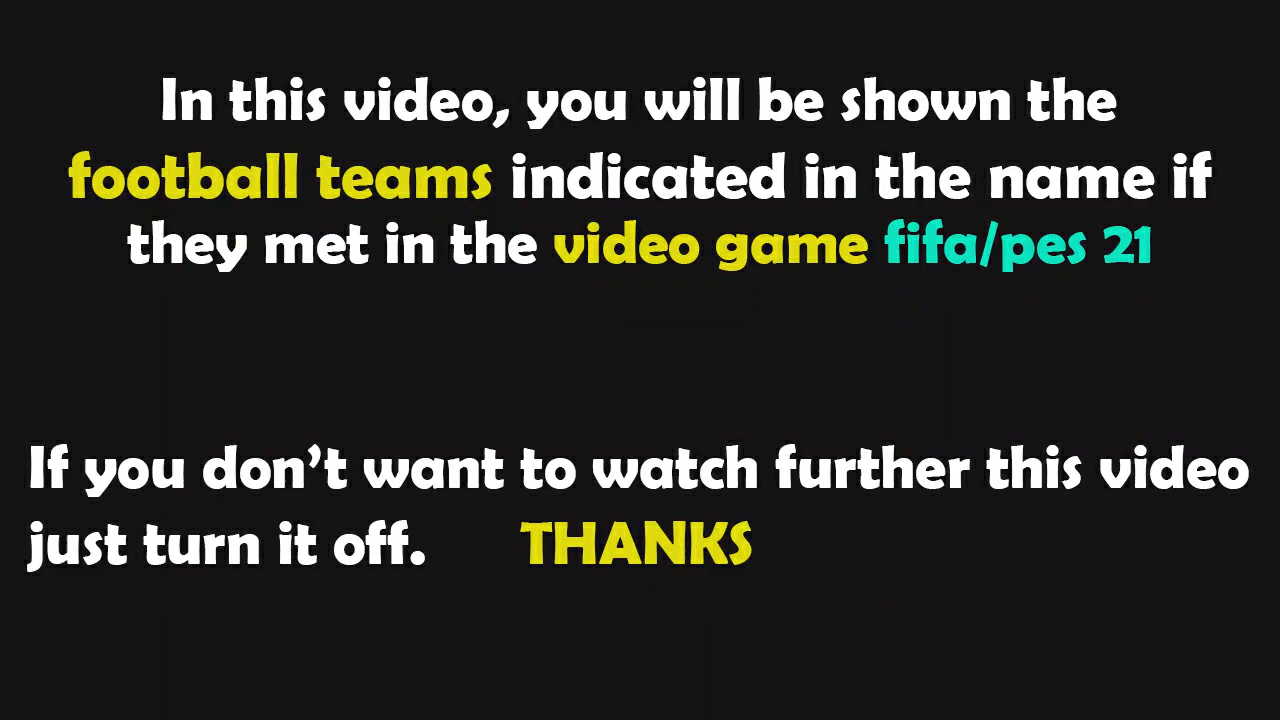 In this video, you will be shown the
football teams indicated in the name if
they met in the video game fifa/pes 21
If you don't want to watch further this video
just turn it off. THANKS